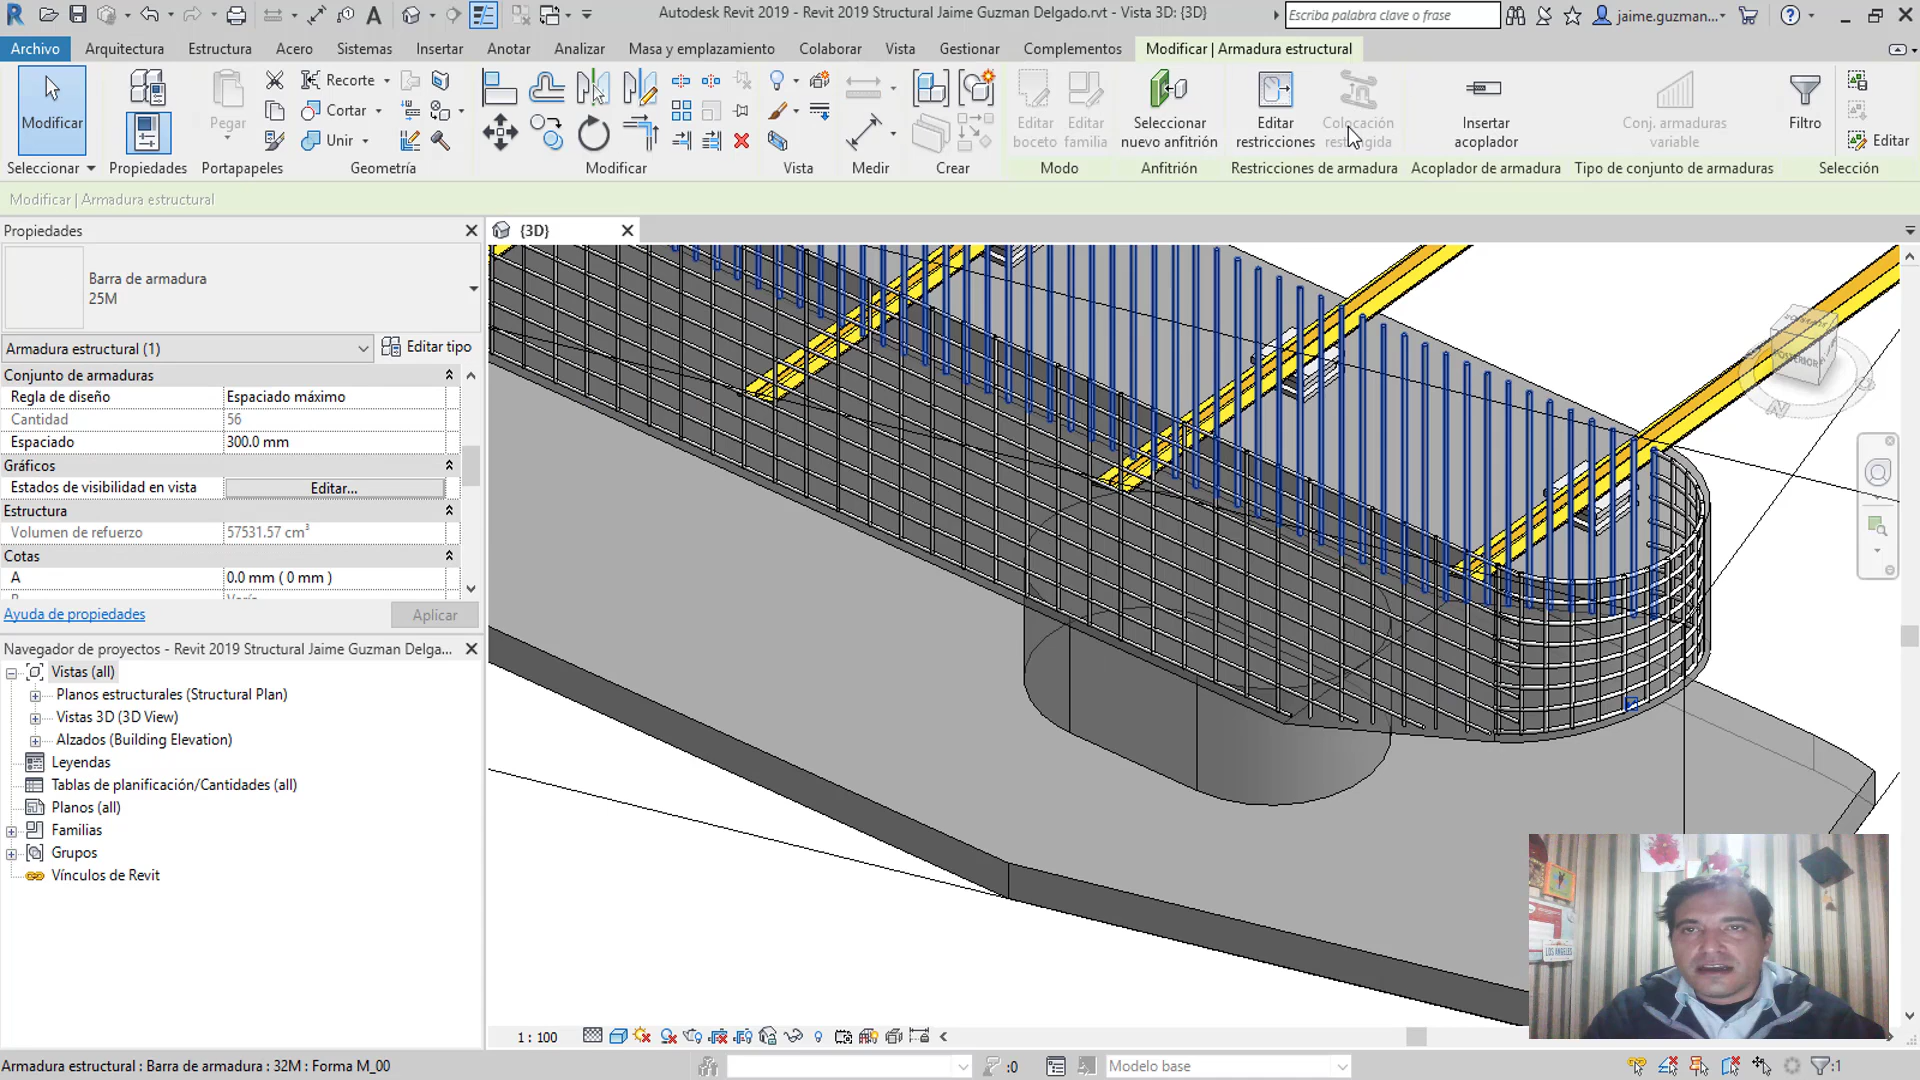 Autodesk Revit 2019 - Revit 2019 Structural Jaime Guzman Delgado.rvt - Vista 3D: {3D}
Escriba palabra clave o frase
jaime.guzman...
Archivo Arquitectura Estructura Acero Sistemas Insertar Anotar Analizar Masa y emplazamiento Colaborar Vista Gestionar Complementos Modificar | Armadura estructural
Modificar
Pegar
Recorte
Cortar
Unir
Editar boceto
Editar familia
Seleccionar nuevo anfitrión
Editar restricciones
Colocación restringida
Insertar acoplador
Conj. armaduras variable
Filtro
Editar
Seleccionar Propiedades Portapapeles Geometría Modificar Vista Medir Crear Modo Anfitrión Restricciones de armadura Acoplador de armadura Tipo de conjunto de armaduras Selección
Modificar | Armadura estructural
Propiedades
{3D}
Barra de armadura
25M
Armadura estructural (1)
Editar tipo
Conjunto de armaduras
Regla de diseño Espaciado máximo
Cantidad 56
Espaciado 300.0 mm
Gráficos
Estados de visibilidad en vista Editar...
Estructura
Volumen de refuerzo 57531.57 cm³
Cotas
A 0.0 mm ( 0 mm )
Ayuda de propiedades
Aplicar
Navegador de proyectos - Revit 2019 Structural Jaime Guzman Delga...
Vistas (all)
Planos estructurales (Structural Plan)
Vistas 3D (3D View)
Alzados (Building Elevation)
Leyendas
Tablas de planificación/Cantidades (all)
Planos (all)
Familias
Grupos
Vínculos de Revit
POSTERIOR
N
LOS ANGELES
1 : 100
Armadura estructural : Barra de armadura : 32M : Forma M_00
:0
Modelo base
:1